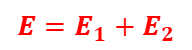 E = E₁ + E₂